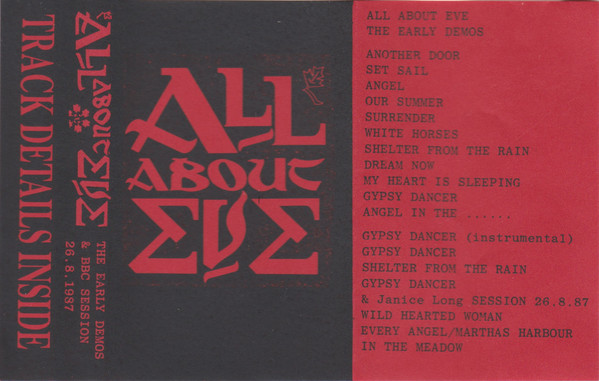 TRACK DETAILS INSIDE
ALL ABOUT EVE
THE EARLY DEMOS
& BBC SESSION
26.8.1987
ALL
ABOUT
EVE
ALL ABOUT EVE
THE EARLY DEMOS
ANOTHER DOOR
SET SAIL
ANGEL
OUR SUMMER
SURRENDER
WHITE HORSES
SHELTER FROM THE RAIN
DREAM NOW
MY HEART IS SLEEPING
GYPSY DANCER
ANGEL IN THE ......
GYPSY DANCER (instrumental)
GYPSY DANCER
SHELTER FROM THE RAIN
GYPSY DANCER
& Janice Long SESSION 26.8.87
WILD HEARTED WOMAN
EVERY ANGEL/MARTHAS HARBOUR
IN THE MEADOW